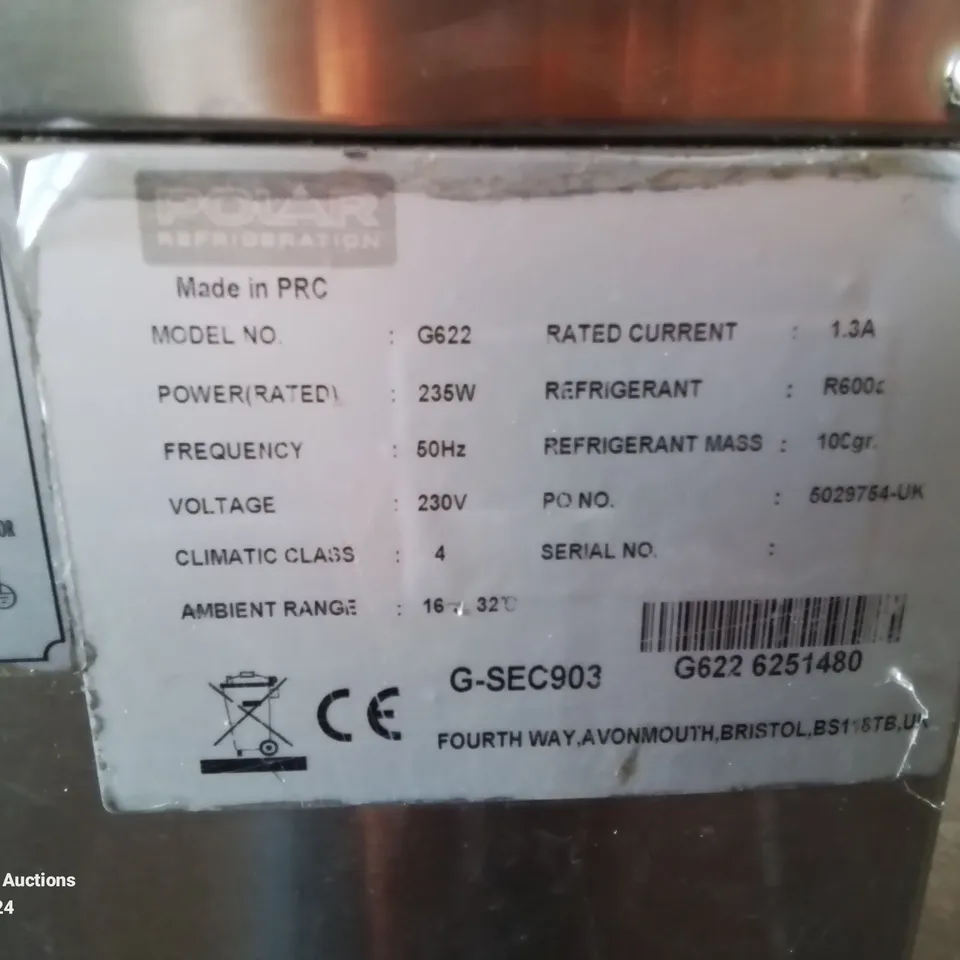 POLAR
REFRIGERATION
Made in PRC
MODEL NO. : G622
RATED CURRENT : 1.3A
POWER(RATED) : 235W
REFRIGERANT : R600a
FREQUENCY : 50Hz
REFRIGERANT MASS : 100gr.
VOLTAGE : 230V
PO NO. : 5029754-UK
CLIMATIC CLASS : 4
SERIAL NO. :
AMBIENT RANGE : 16 ~ 32℃
G622 6251480
G-SEC903
CE
FOURTH WAY,AVONMOUTH,BRISTOL,BS118TB,UK
OR
Auctions
24